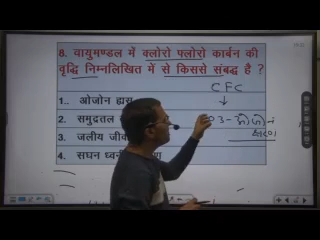 8. वायुमण्डल में क्लोरो फ्लोरो कार्बन की
वृद्धि निम्नलिखित में से किससे संबद्ध है ?
CFC
1.. ओजोन ह्रास
2. समुद्रतल
O3 -
3. जलीय
4. सघन